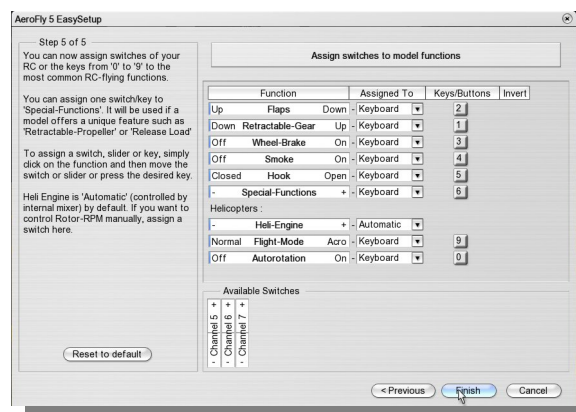 AeroFly 5 EasySetup
Step 5 of 5
You can now assign switches of your
RC or the keys from '0' to '9' to the
most common RC-flying functions.
You can assign one switch/key to
'Special-Functions'. It will be used if a
model offers a unique feature such as
'Retractable-Propeller' or 'Release Load'
To assign a switch, slider or key, simply
click on the function and then move the
switch or slider or press the desired key.
Heli Engine is 'Automatic' (controlled by
internal mixer) by default. If you want to
control Rotor-RPM manually, assign a
switch here.
Reset to default
Assign switches to model functions
Function Assigned To Keys/Buttons Invert
Up Flaps Down - Keyboard 2
Down Retractable-Gear Up - Keyboard 1
Off Wheel-Brake On - Keyboard 3
Off Smoke On - Keyboard 4
Closed Hook Open - Keyboard 5
- Special-Functions + - Keyboard 6
Helicopters :
- Heli-Engine + - Automatic
Normal Flight-Mode Acro - Keyboard 9
Off Autorotation On - Keyboard 0
Available Switches
- Channel 5 +
- Channel 6 +
- Channel 7 +
< Previous Finish Cancel